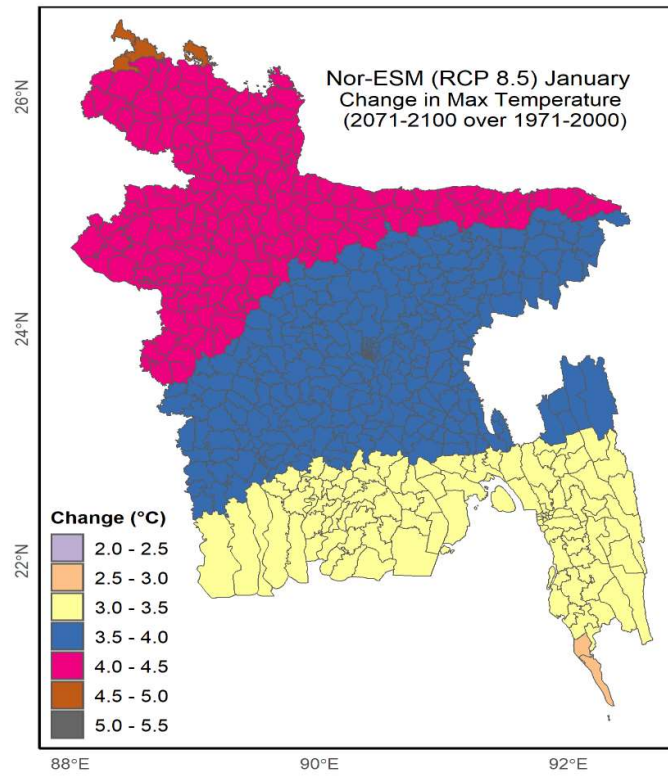 Nor-ESM (RCP 8.5) January
Change in Max Temperature
(2071-2100 over 1971-2000)
26°N
24°N
22°N
Change (°C)
2.0 - 2.5
2.5 - 3.0
3.0 - 3.5
3.5 - 4.0
4.0 - 4.5
4.5 - 5.0
5.0 - 5.5
88°E
90°E
92°E